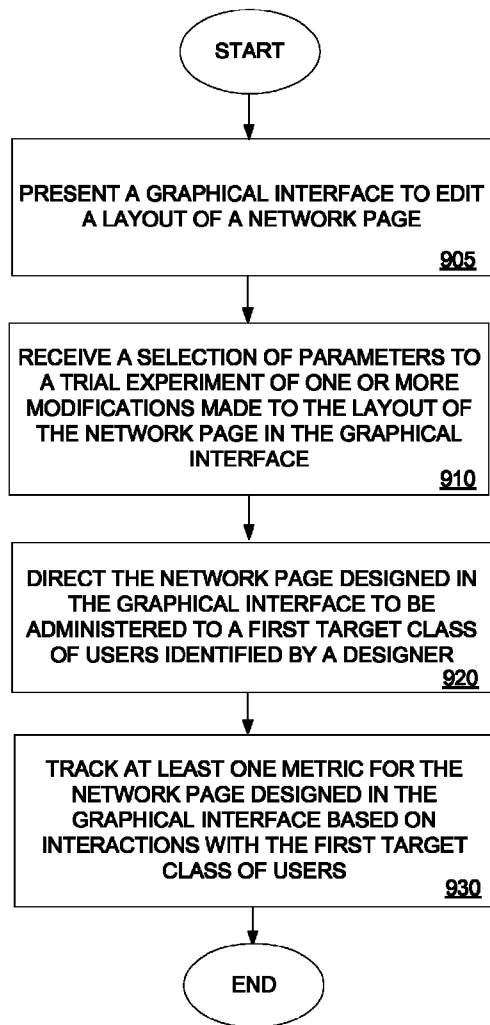 START
PRESENT A GRAPHICAL INTERFACE TO EDIT
A LAYOUT OF A NETWORK PAGE
905
RECEIVE A SELECTION OF PARAMETERS TO
A TRIAL EXPERIMENT OF ONE OR MORE
MODIFICATIONS MADE TO THE LAYOUT OF
THE NETWORK PAGE IN THE GRAPHICAL
INTERFACE
910
DIRECT THE NETWORK PAGE DESIGNED IN
THE GRAPHICAL INTERFACE TO BE
ADMINISTERED TO A FIRST TARGET CLASS
OF USERS IDENTIFIED BY A DESIGNER
920
TRACK AT LEAST ONE METRIC FOR THE
NETWORK PAGE DESIGNED IN THE
GRAPHICAL INTERFACE BASED ON
INTERACTIONS WITH THE FIRST TARGET
CLASS OF USERS
930
END